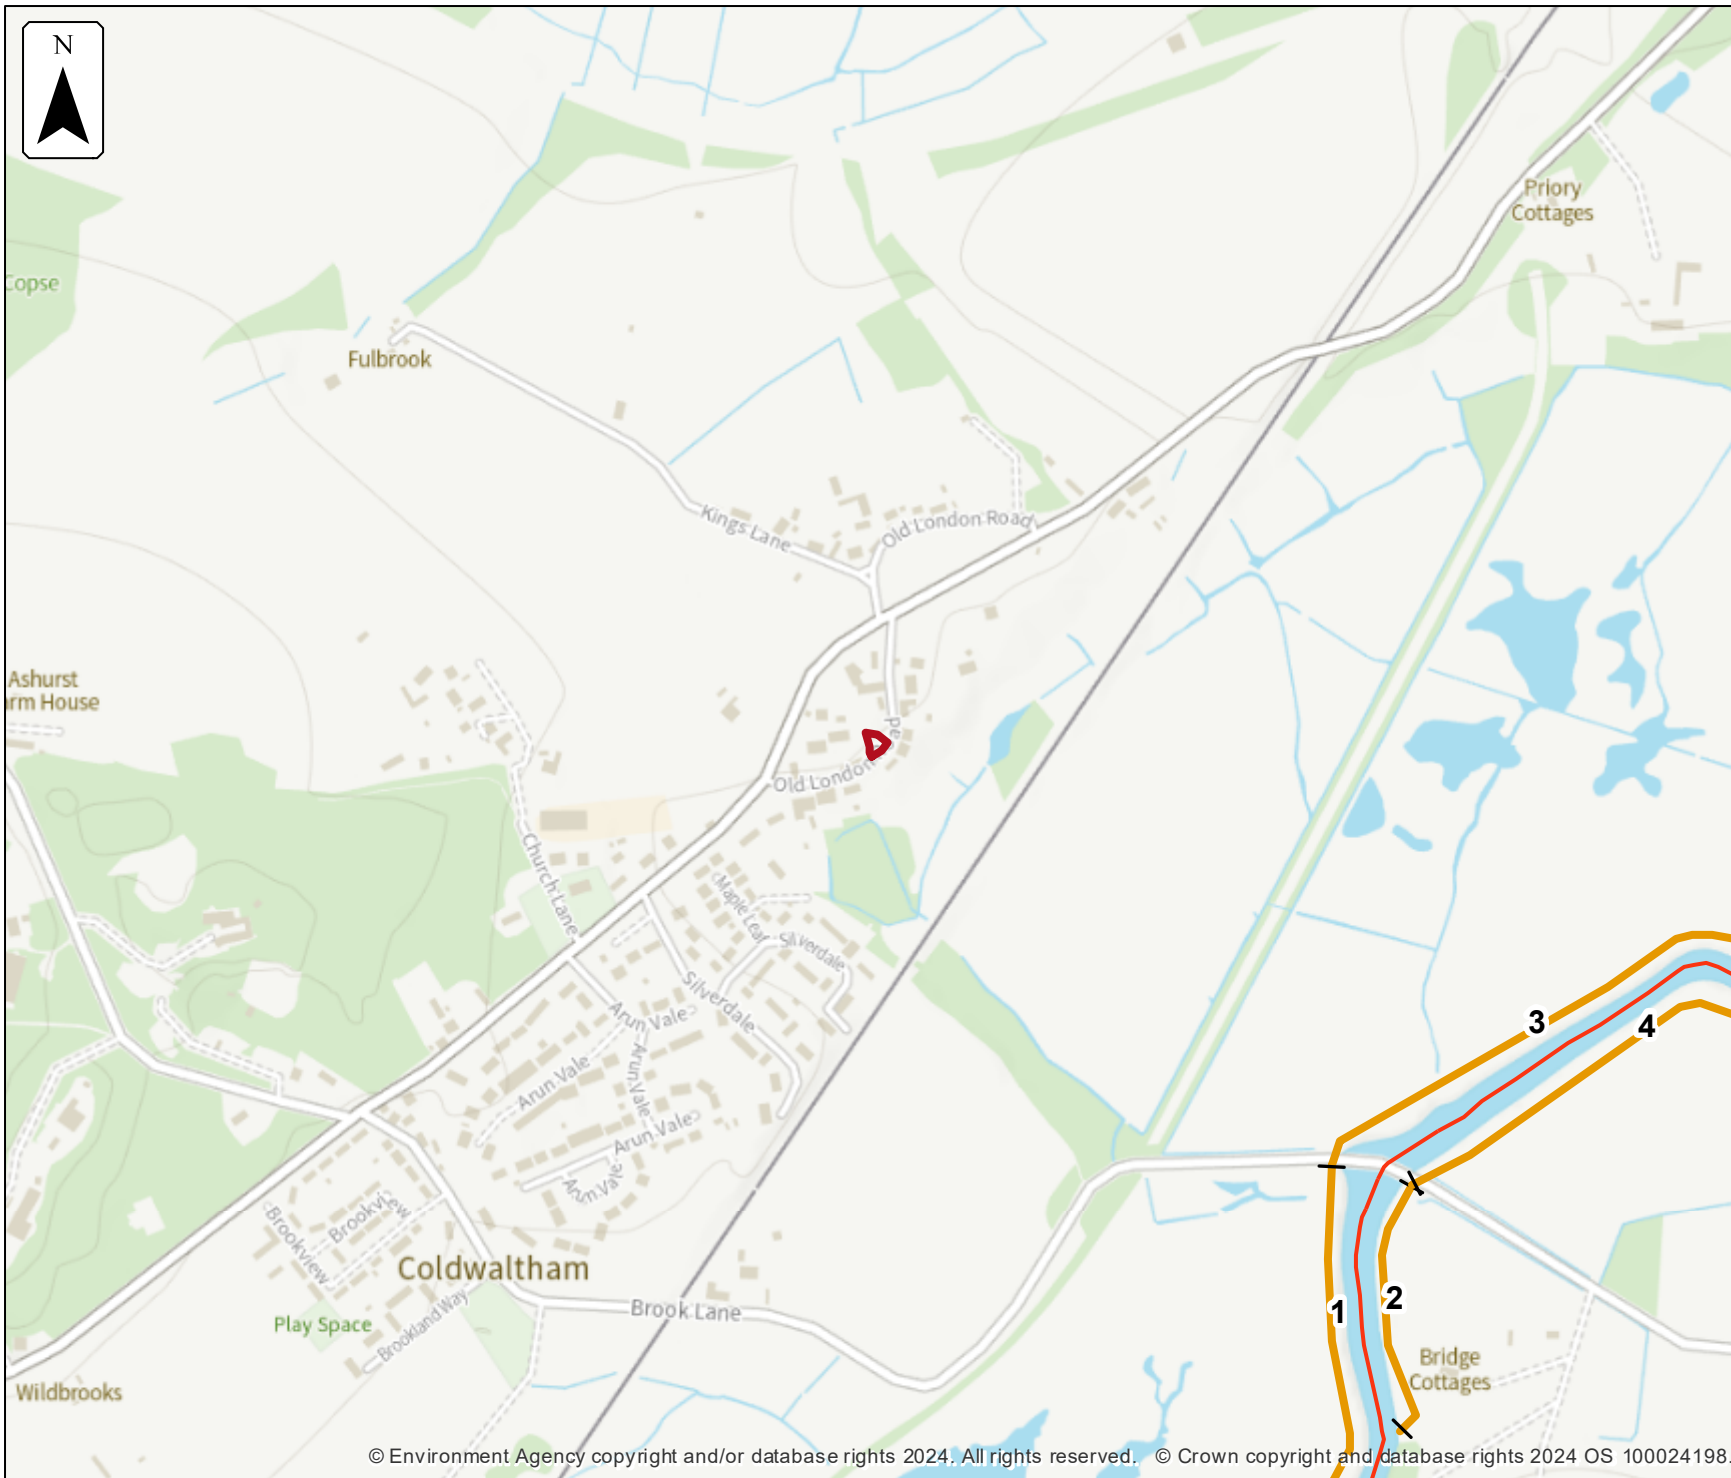 N
Priory
Cottages
Copse
Fulbrook
Kings Lane
Old London Road
Ashurst
arm House
Old London
Rd
Church Lane
Maple Leaf
Silverdale
Silverdale
Arun Vale
Arun Vale
Arun Vale
Arun Vale
Arun Vale
3
4
Brookview
Brookview
Coldwaltham
Brook Lane
1
2
Play Space
Brookland Way
Wildbrooks
Bridge
Cottages
© Environment Agency copyright and/or database rights 2024. All rights reserved. © Crown copyright and database rights 2024 OS 100024198